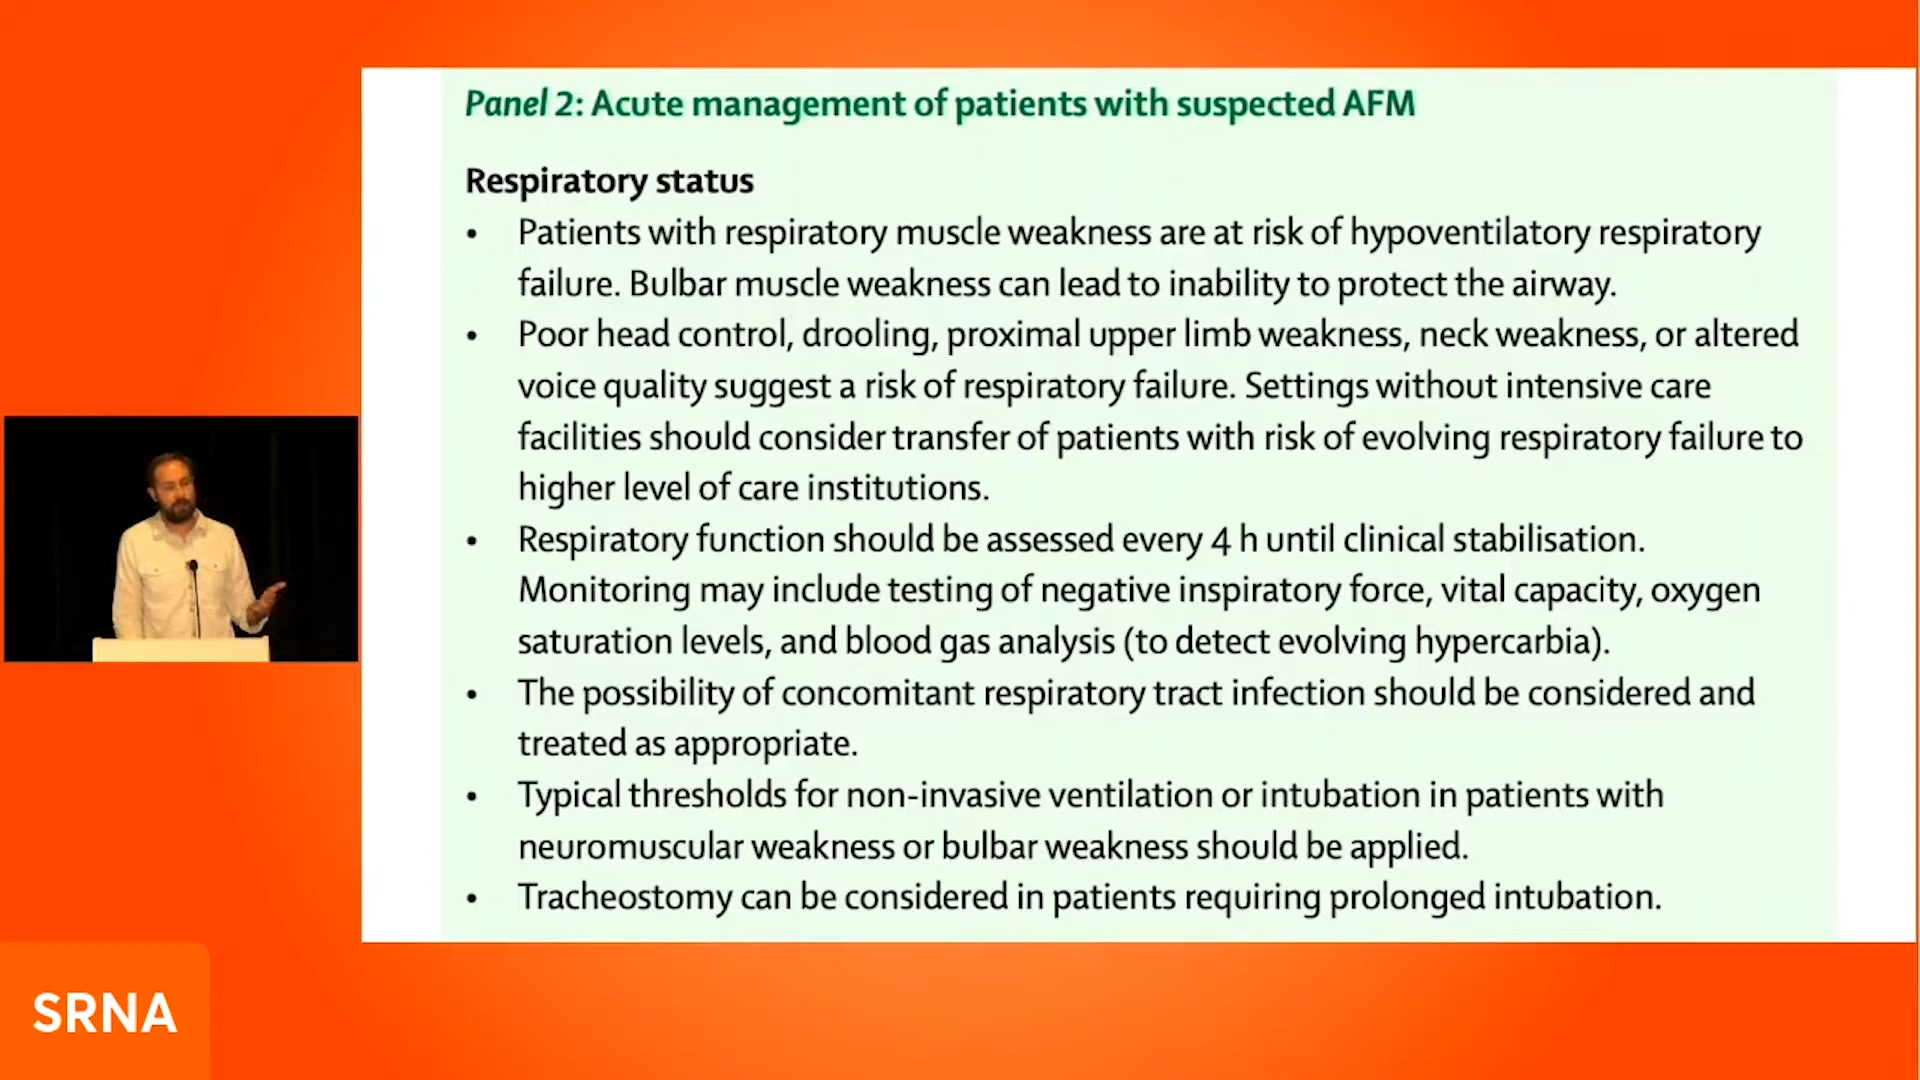 Panel 2: Acute management of patients with suspected AFM
Respiratory status
• Patients with respiratory muscle weakness are at risk of hypoventilatory respiratory
failure. Bulbar muscle weakness can lead to inability to protect the airway.
• Poor head control, drooling, proximal upper limb weakness, neck weakness, or altered
voice quality suggest a risk of respiratory failure. Settings without intensive care
facilities should consider transfer of patients with risk of evolving respiratory failure to
higher level of care institutions.
• Respiratory function should be assessed every 4 h until clinical stabilisation.
Monitoring may include testing of negative inspiratory force, vital capacity, oxygen
saturation levels, and blood gas analysis (to detect evolving hypercarbia).
• The possibility of concomitant respiratory tract infection should be considered and
treated as appropriate.
• Typical thresholds for non-invasive ventilation or intubation in patients with
neuromuscular weakness or bulbar weakness should be applied.
• Tracheostomy can be considered in patients requiring prolonged intubation.
SRNA